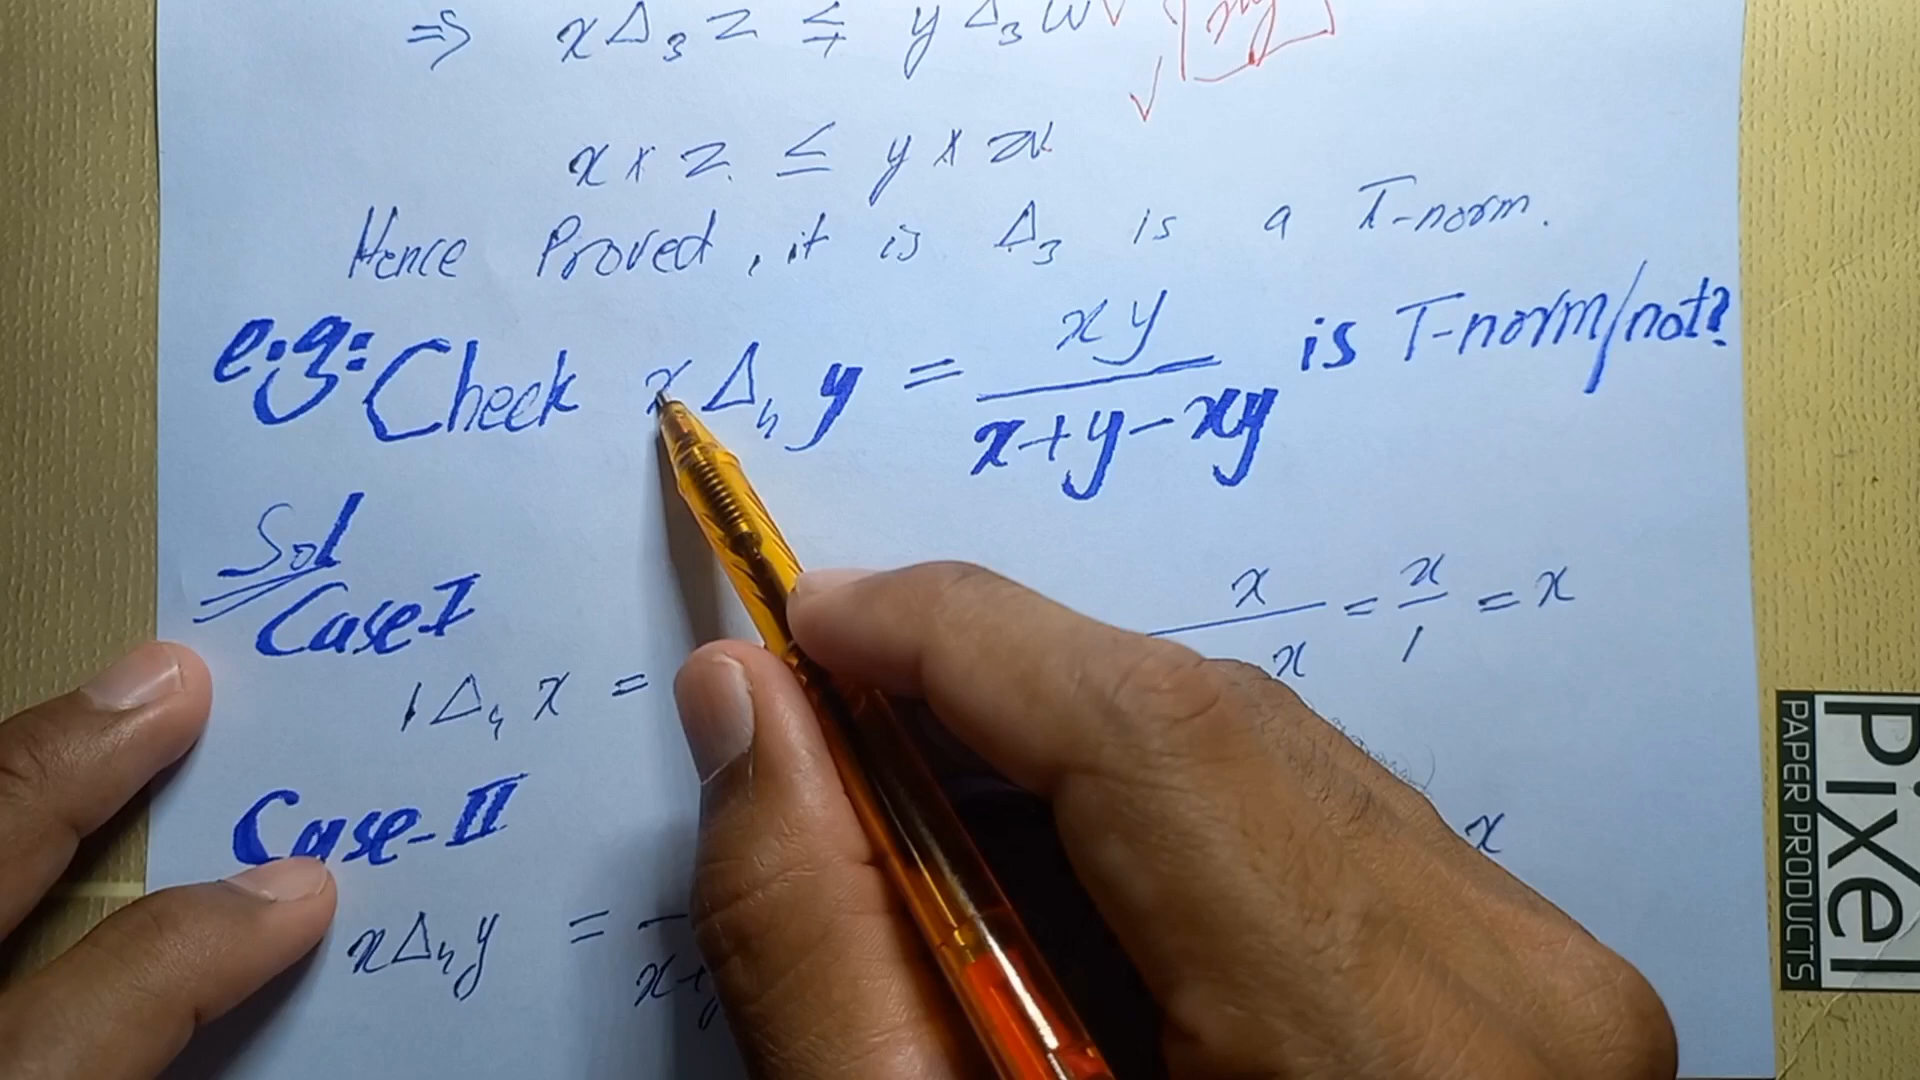 ⇒ x Δ₃ z ≤ y Δ₃ w
x * z ≤ y *
Hence Proved, it is Δ₃ is a T-norm.
e.g: Check x Δ₄ y = xy / x+y-xy is T-norm/not?
Sol
Case-I
1 Δ₄ x =
x / x = x / 1 = x
Case-II
x
x Δ₄ y =
PiXel
PAPER PRODUCTS